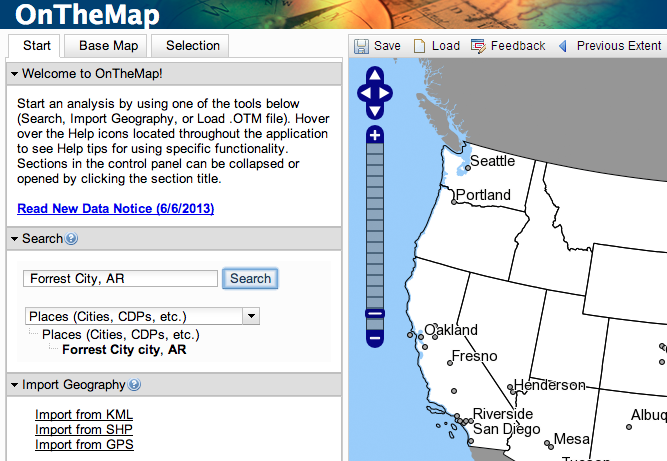 OnTheMap
Start
Base Map
Selection
Save
Load
Feedback
Previous Extent
Welcome to OnTheMap!
Start an analysis by using one of the tools below
(Search, Import Geography, or Load .OTM file). Hover
over the Help icons located throughout the application
to see Help tips for using specific functionality.
Sections in the control panel can be collapsed or
opened by clicking the section title.
Read New Data Notice (6/6/2013)
Search
Forrest City, AR
Search
Places (Cities, CDPs, etc.)
Places (Cities, CDPs, etc.)
Forrest City city, AR
Import Geography
Import from KML
Import from SHP
Import from GPS
Seattle
Portland
Oakland
Fresno
Henderson
Riverside
San Diego
Mesa